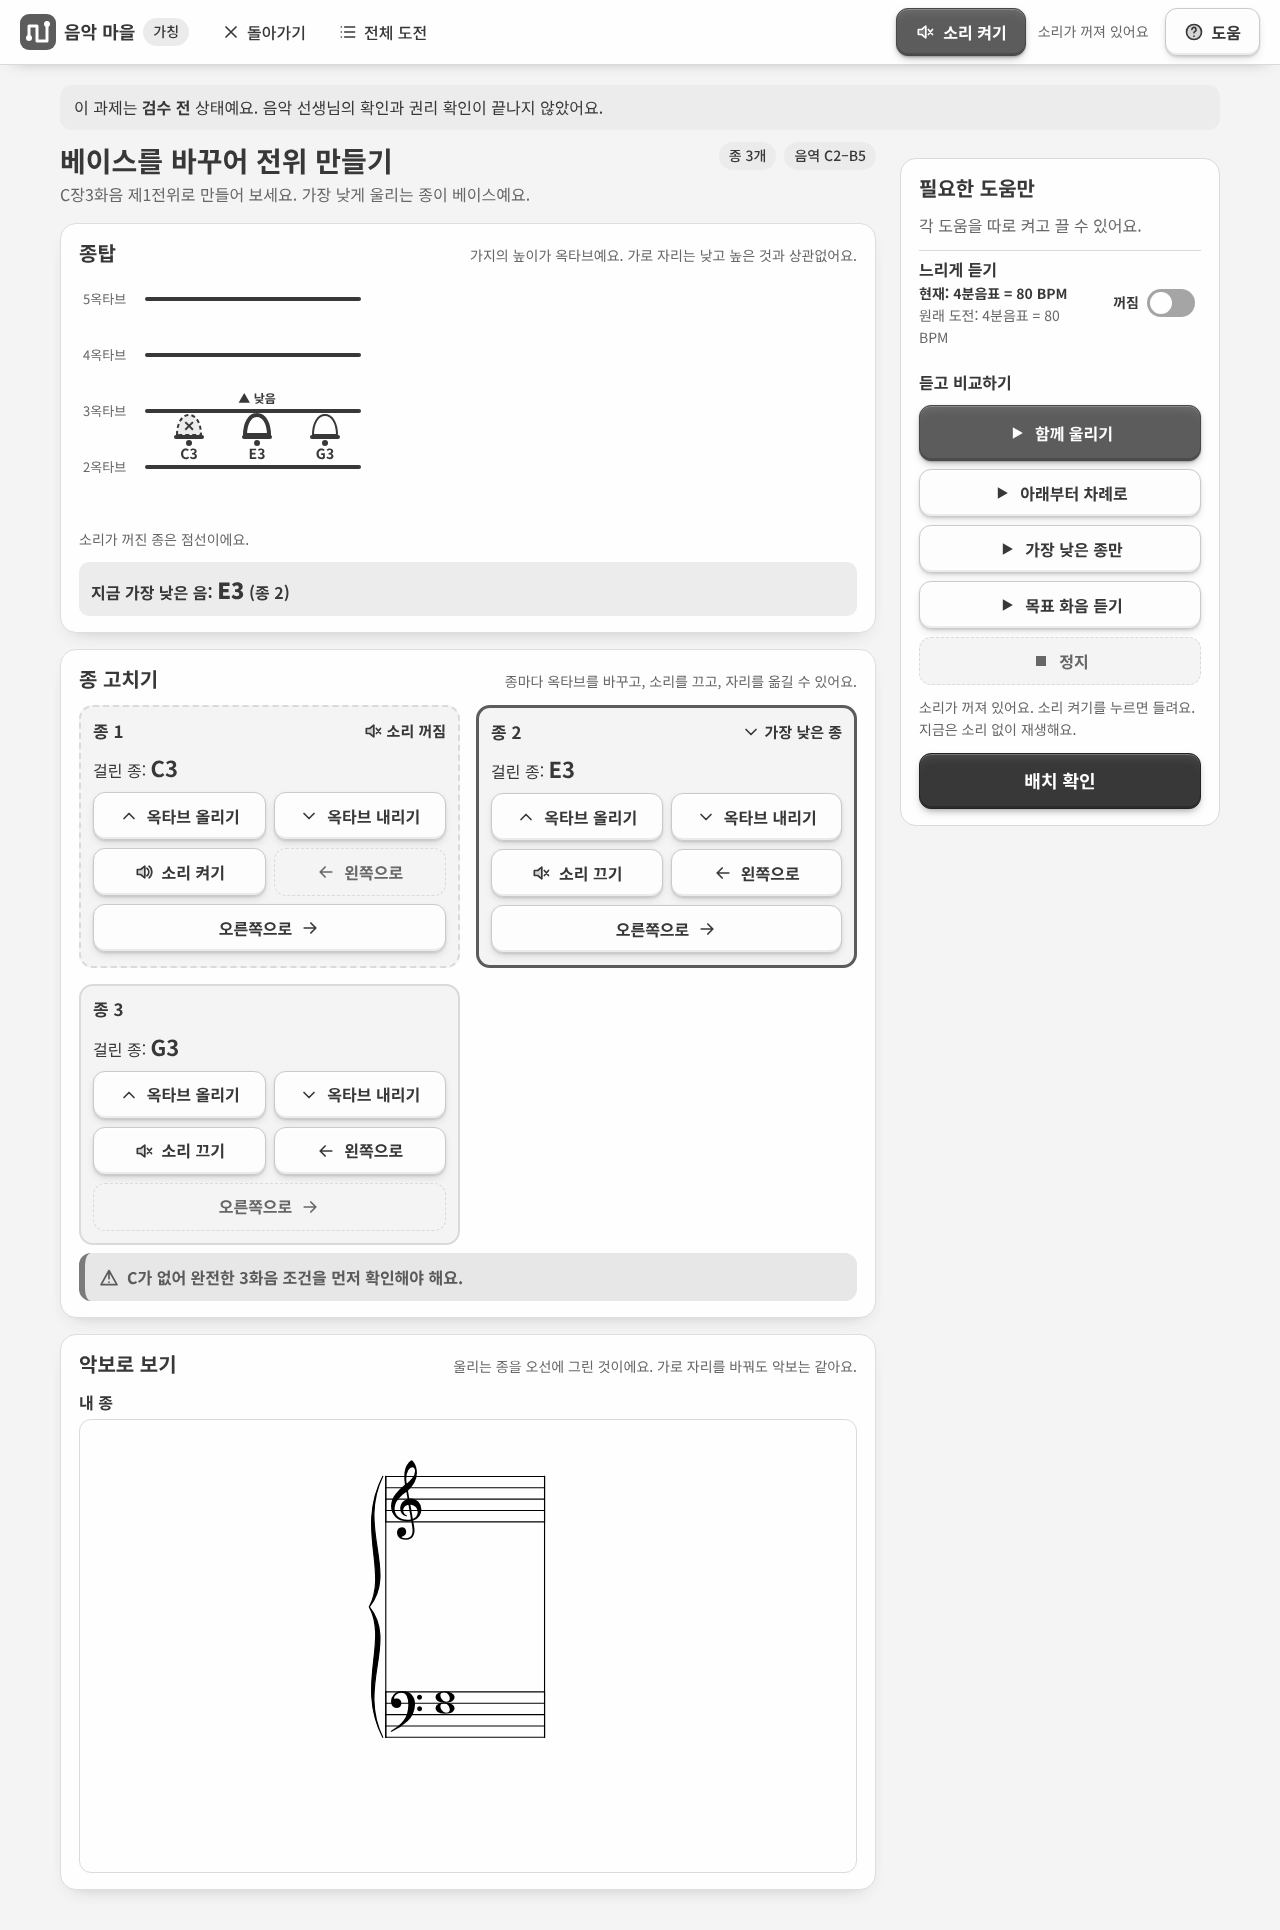 음악 마을 가칭 돌아가기 전체 도전 소리 켜기 소리가 꺼져 있어요 도움
이 과제는 검수 전 상태예요. 음악 선생님의 확인과 권리 확인이 끝나지 않았어요.
베이스를 바꾸어 전위 만들기
종 3개 음역 C2–B5
C장3화음 제1전위로 만들어 보세요. 가장 낮게 울리는 종이 베이스예요.
종탑
가지의 높이가 옥타브예요. 가로 자리는 낮고 높은 것과 상관없어요.
5옥타브
4옥타브
▲ 낮음
3옥타브
C3 E3 G3
2옥타브
소리가 꺼진 종은 점선이에요.
지금 가장 낮은 음: E3 (종 2)
종 고치기
종마다 옥타브를 바꾸고, 소리를 끄고, 자리를 옮길 수 있어요.
종 1 소리 꺼짐
걸린 종: C3
옥타브 올리기 옥타브 내리기
소리 켜기 ← 왼쪽으로
오른쪽으로 →
종 2 가장 낮은 종
걸린 종: E3
옥타브 올리기 옥타브 내리기
소리 끄기 ← 왼쪽으로
오른쪽으로 →
종 3
걸린 종: G3
옥타브 올리기 옥타브 내리기
소리 끄기 ← 왼쪽으로
오른쪽으로 →
⚠ C가 없어 완전한 3화음 조건을 먼저 확인해야 해요.
악보로 보기
울리는 종을 오선에 그린 것이에요. 가로 자리를 바꿔도 악보는 같아요.
내 종
필요한 도움만
각 도움을 따로 켜고 끌 수 있어요.
느리게 듣기
현재: 4분음표 = 80 BPM
원래 도전: 4분음표 = 80
BPM
꺼짐
듣고 비교하기
▶ 함께 울리기
▶ 아래부터 차례로
▶ 가장 낮은 종만
▶ 목표 화음 듣기
■ 정지
소리가 꺼져 있어요. 소리 켜기를 누르면 들려요.
지금은 소리 없이 재생해요.
배치 확인